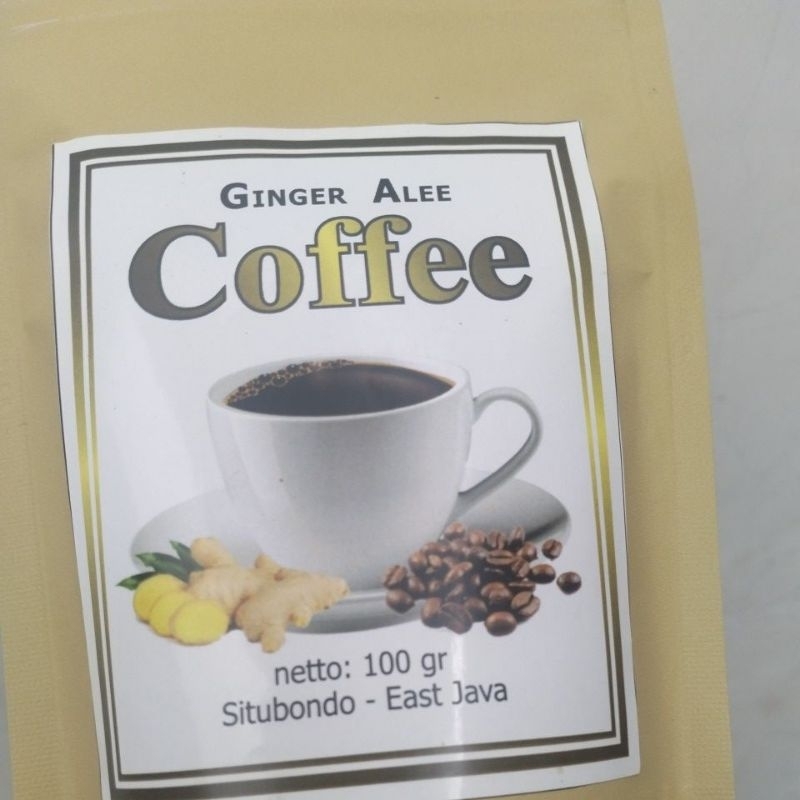 GINGER ALEE
Coffee
netto: 100 gr
Situbondo - East Java